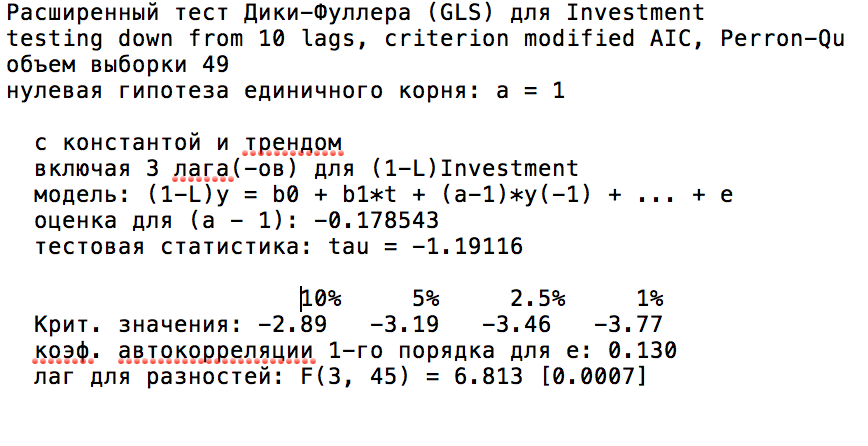 Расширенный тест Дики-Фуллера (GLS) для Investment
testing down from 10 lags, criterion modified AIC, Perron-Qu
объем выборки 49
нулевая гипотеза единичного корня: a = 1
с константой и трендом
включая 3 лага(-ов) для (1-L)Investment
модель: (1-L)y = b0 + b1*t + (a-1)*y(-1) + ... + e
оценка для (a - 1): -0.178543
тестовая статистика: tau = -1.19116
10% 5% 2.5% 1%
Крит. значения: -2.89 -3.19 -3.46 -3.77
коэф. автокорреляции 1-го порядка для e: 0.130
лаг для разностей: F(3, 45) = 6.813 [0.0007]